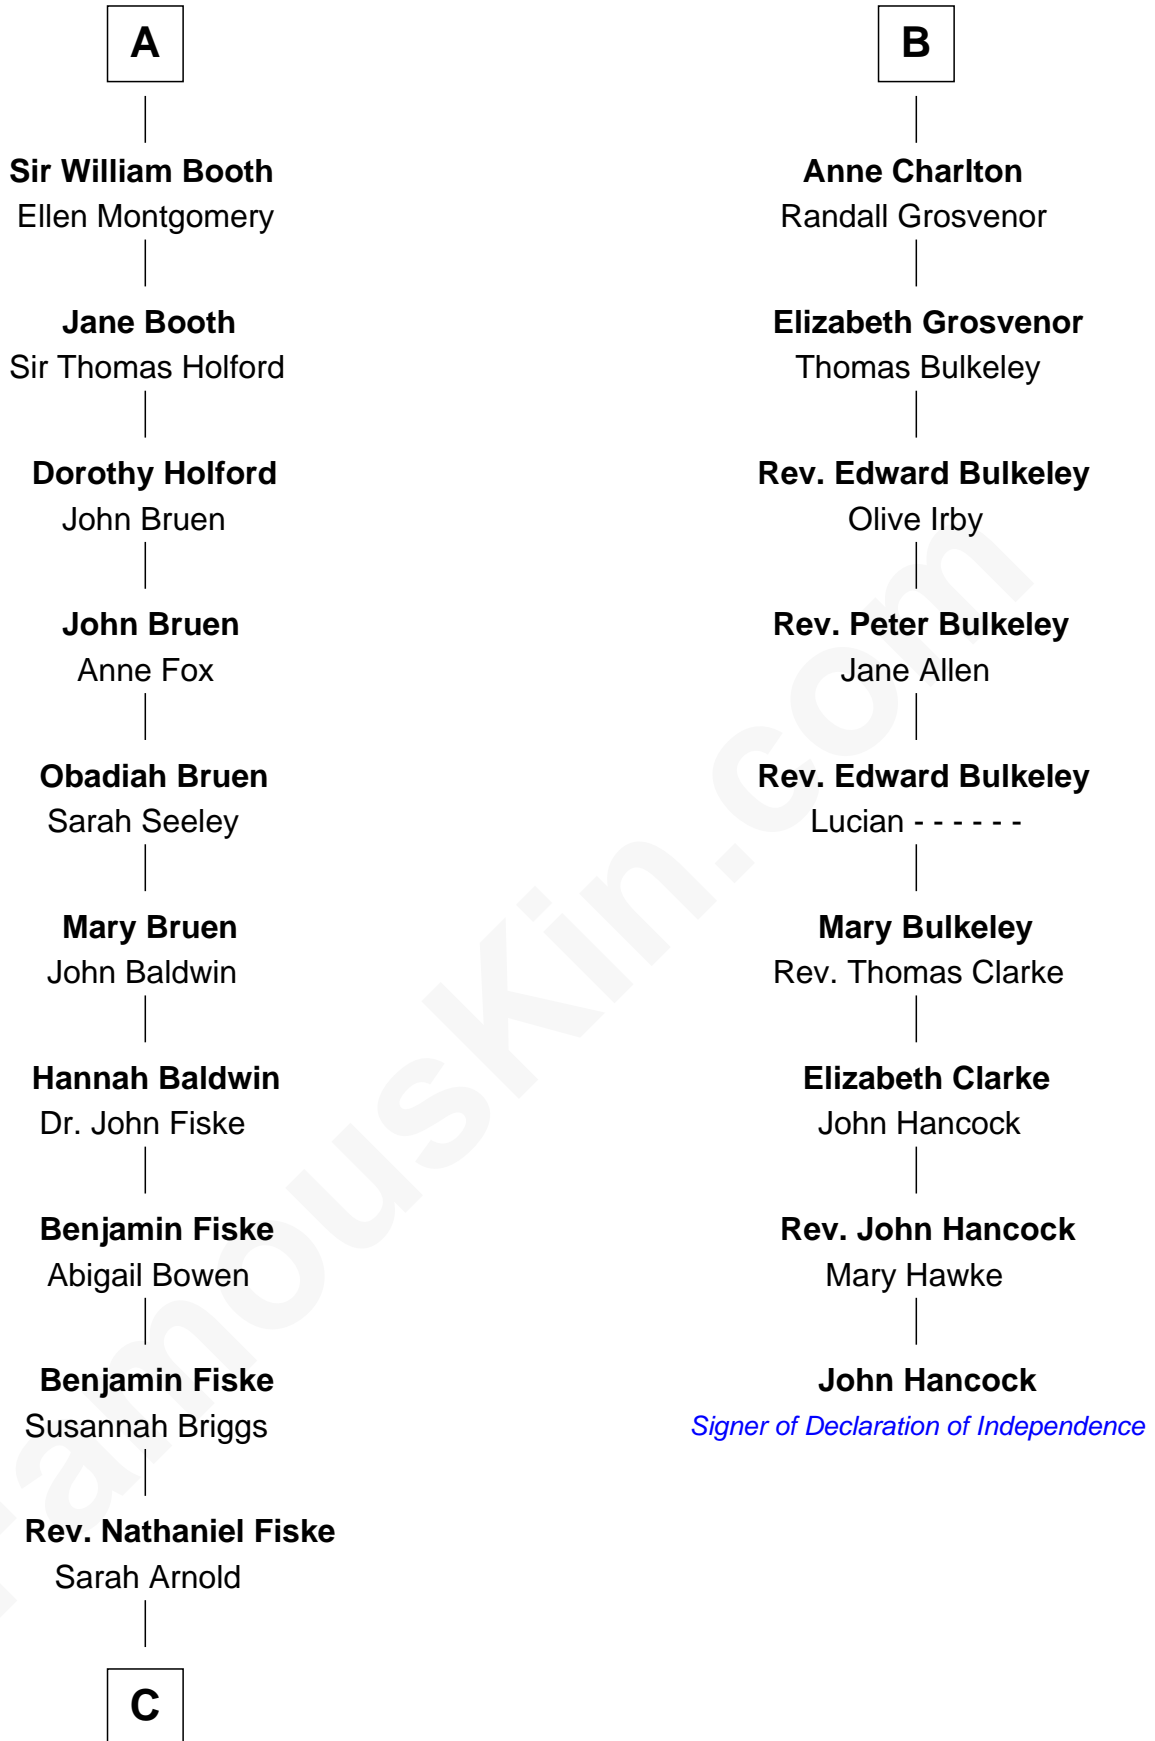 A
Sir William Booth
Ellen Montgomery
Jane Booth
Sir Thomas Holford
Dorothy Holford
John Bruen
John Bruen
Anne Fox
Obadiah Bruen
Sarah Seeley
Mary Bruen
John Baldwin
Hannah Baldwin
Dr. John Fiske
Benjamin Fiske
Abigail Bowen
Benjamin Fiske
Susannah Briggs
Rev. Nathaniel Fiske
Sarah Arnold
C
B
Anne Charlton
Randall Grosvenor
Elizabeth Grosvenor
Thomas Bulkeley
Rev. Edward Bulkeley
Olive Irby
Rev. Peter Bulkeley
Jane Allen
Rev. Edward Bulkeley
Lucian - - - - - -
Mary Bulkeley
Rev. Thomas Clarke
Elizabeth Clarke
John Hancock
Rev. John Hancock
Mary Hawke
John Hancock
Signer of Declaration of Independence
FamousKin.com